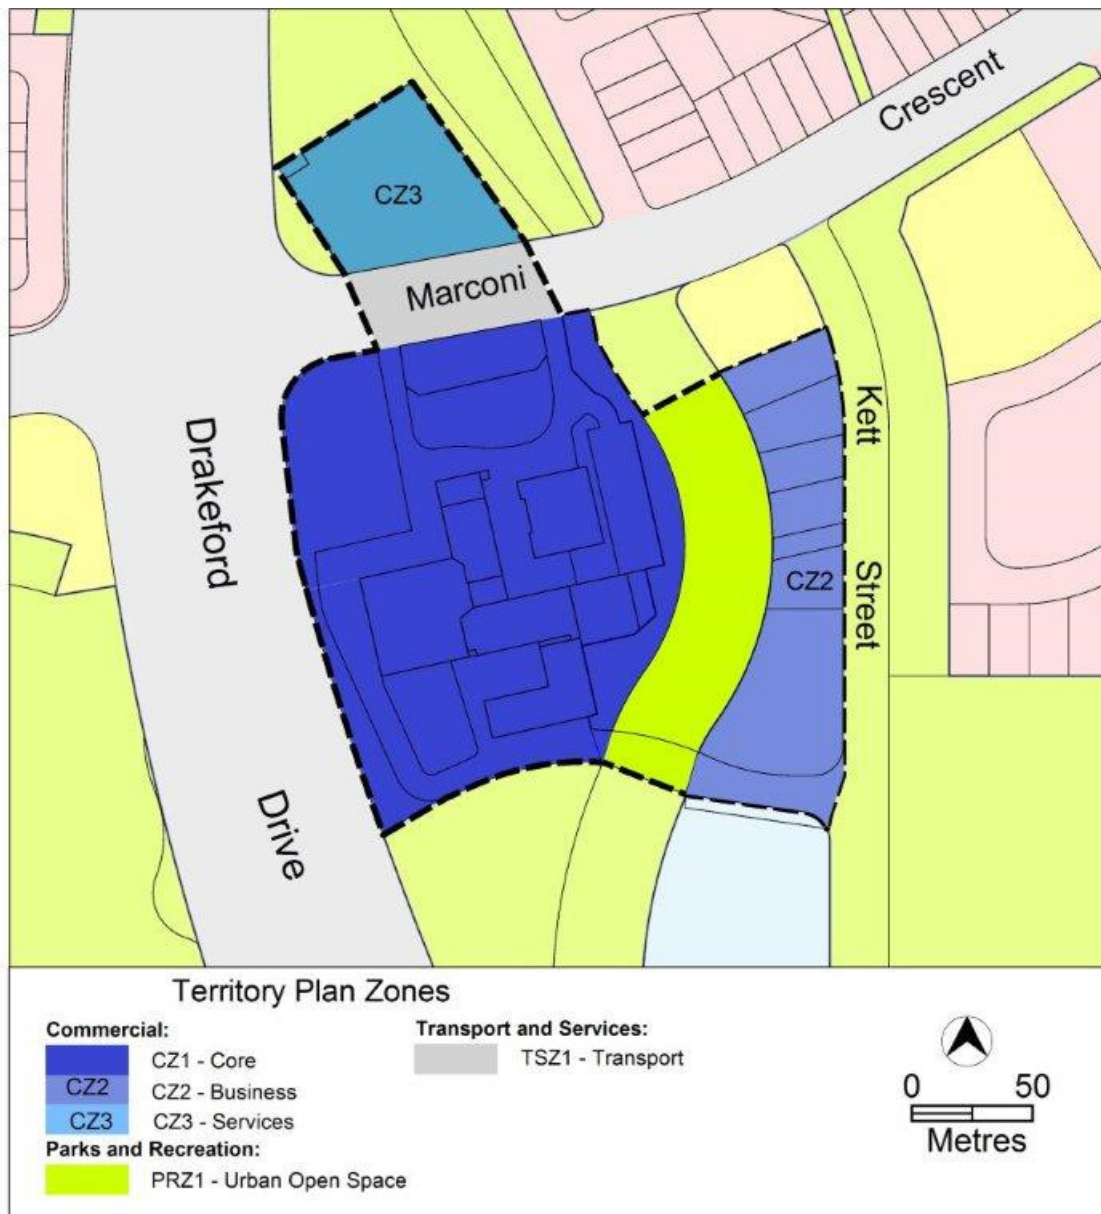 Crescent
CZ3
Marconi
Kett
Drakeford
Street
CZ2
Drive
Territory Plan Zones
Commercial:
CZ1 - Core
CZ2 CZ2 - Business
CZ3 CZ3 - Services
Parks and Recreation:
PRZ1 - Urban Open Space
Transport and Services:
TSZ1 - Transport
0 50
Metres